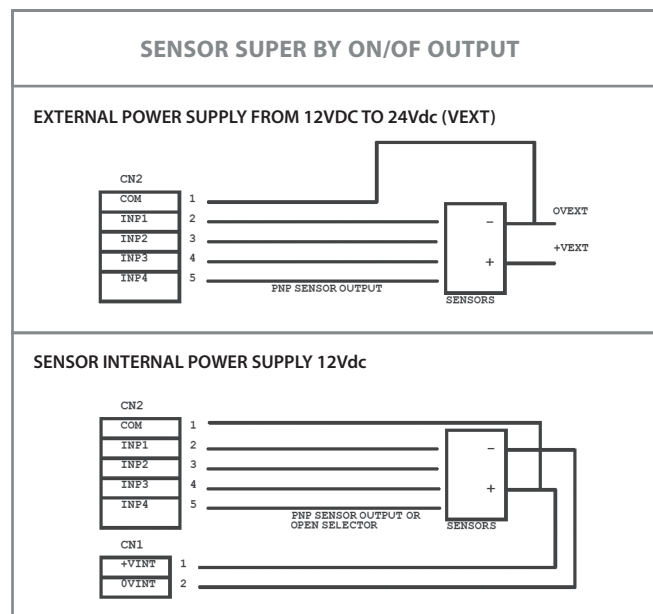 SENSOR SUPER BY ON/OF OUTPUT
EXTERNAL POWER SUPPLY FROM 12VDC TO 24Vdc (VEXT)
CN2
COM 1
INP1 2
INP2 3
INP3 4
INP4 5
PNP SENSOR OUTPUT
-
+
SENSORS
OVEXT
+VEXT
SENSOR INTERNAL POWER SUPPLY 12Vdc
CN2
COM 1
INP1 2
INP2 3
INP3 4
INP4 5
PNP SENSOR OUTPUT OR
OPEN SELECTOR
-
+
SENSORS
CN1
+VINT 1
0VINT 2